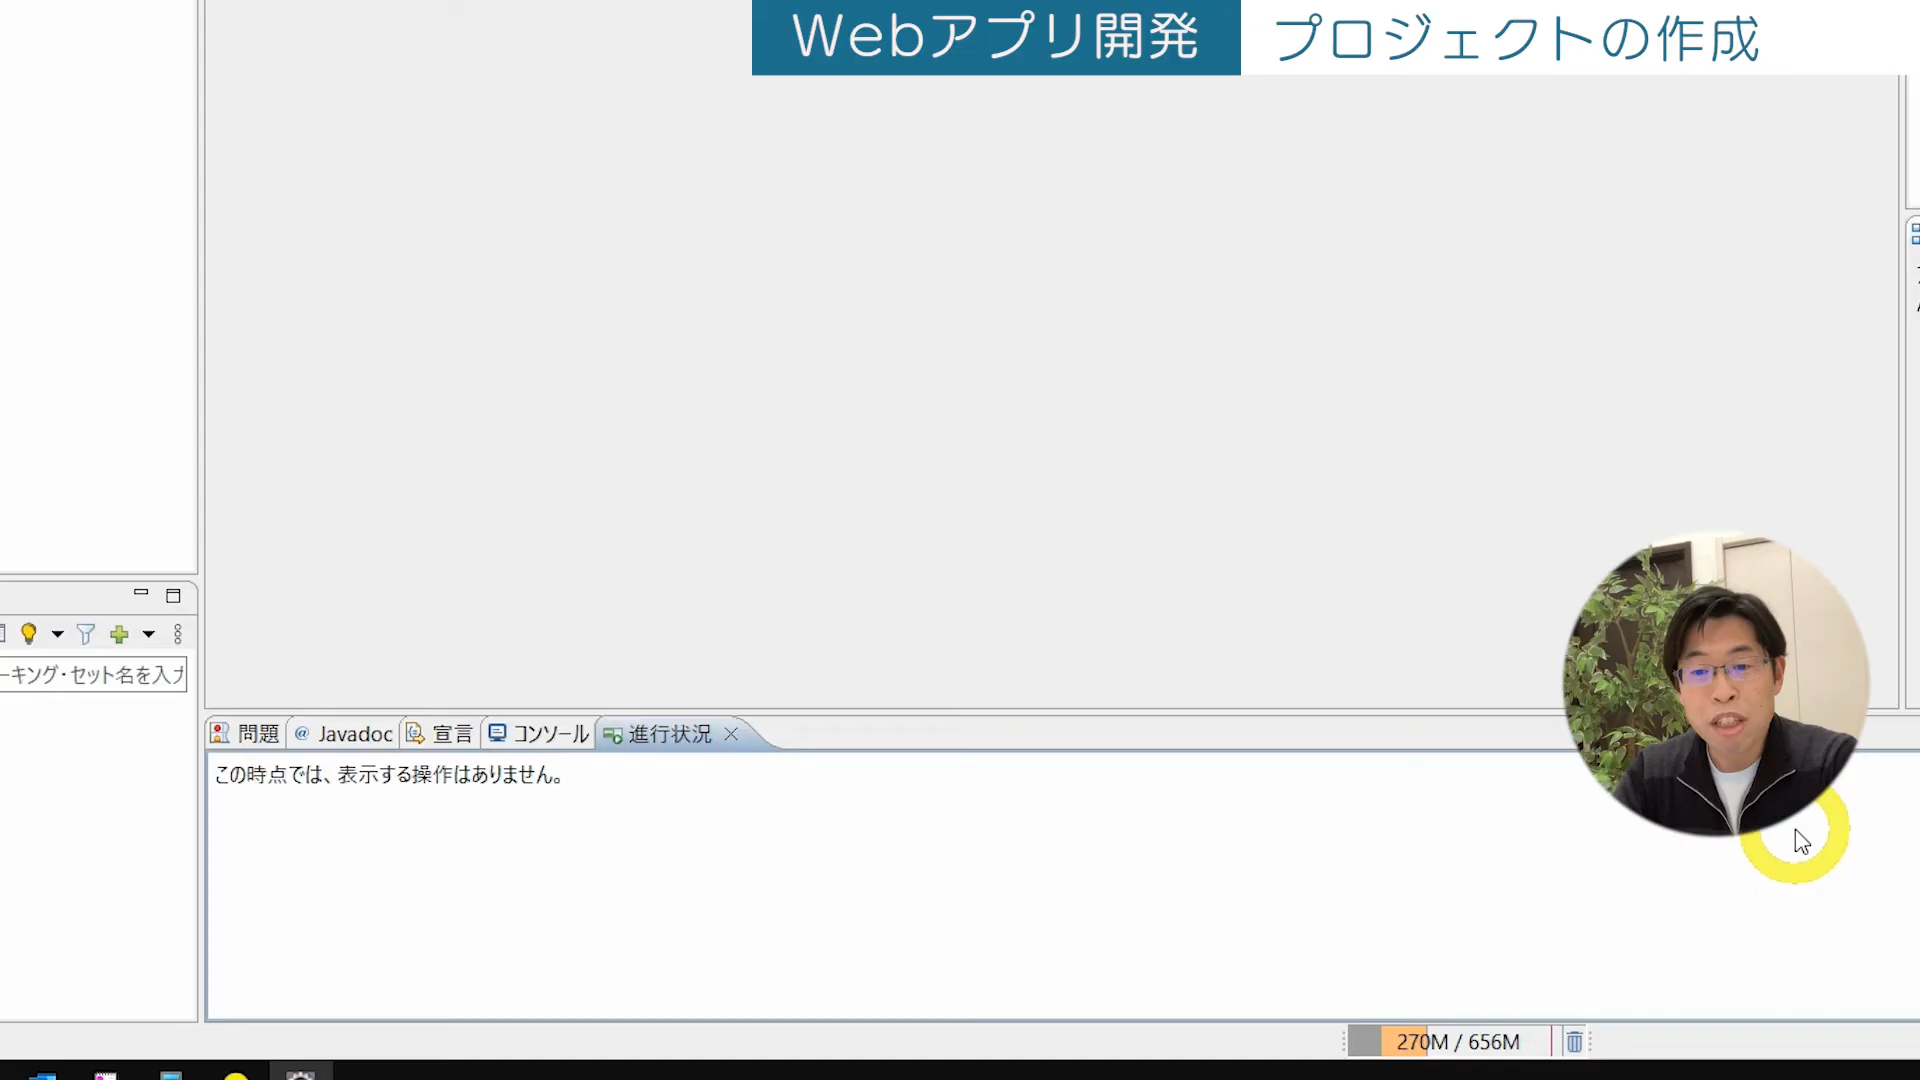 Webアプリ開発 プロジェクトの作成
ーキング・セット名を入力
問題 @ Javadoc 宣言 コンソール 進行状況
この時点では、表示する操作はありません。
270M / 656M